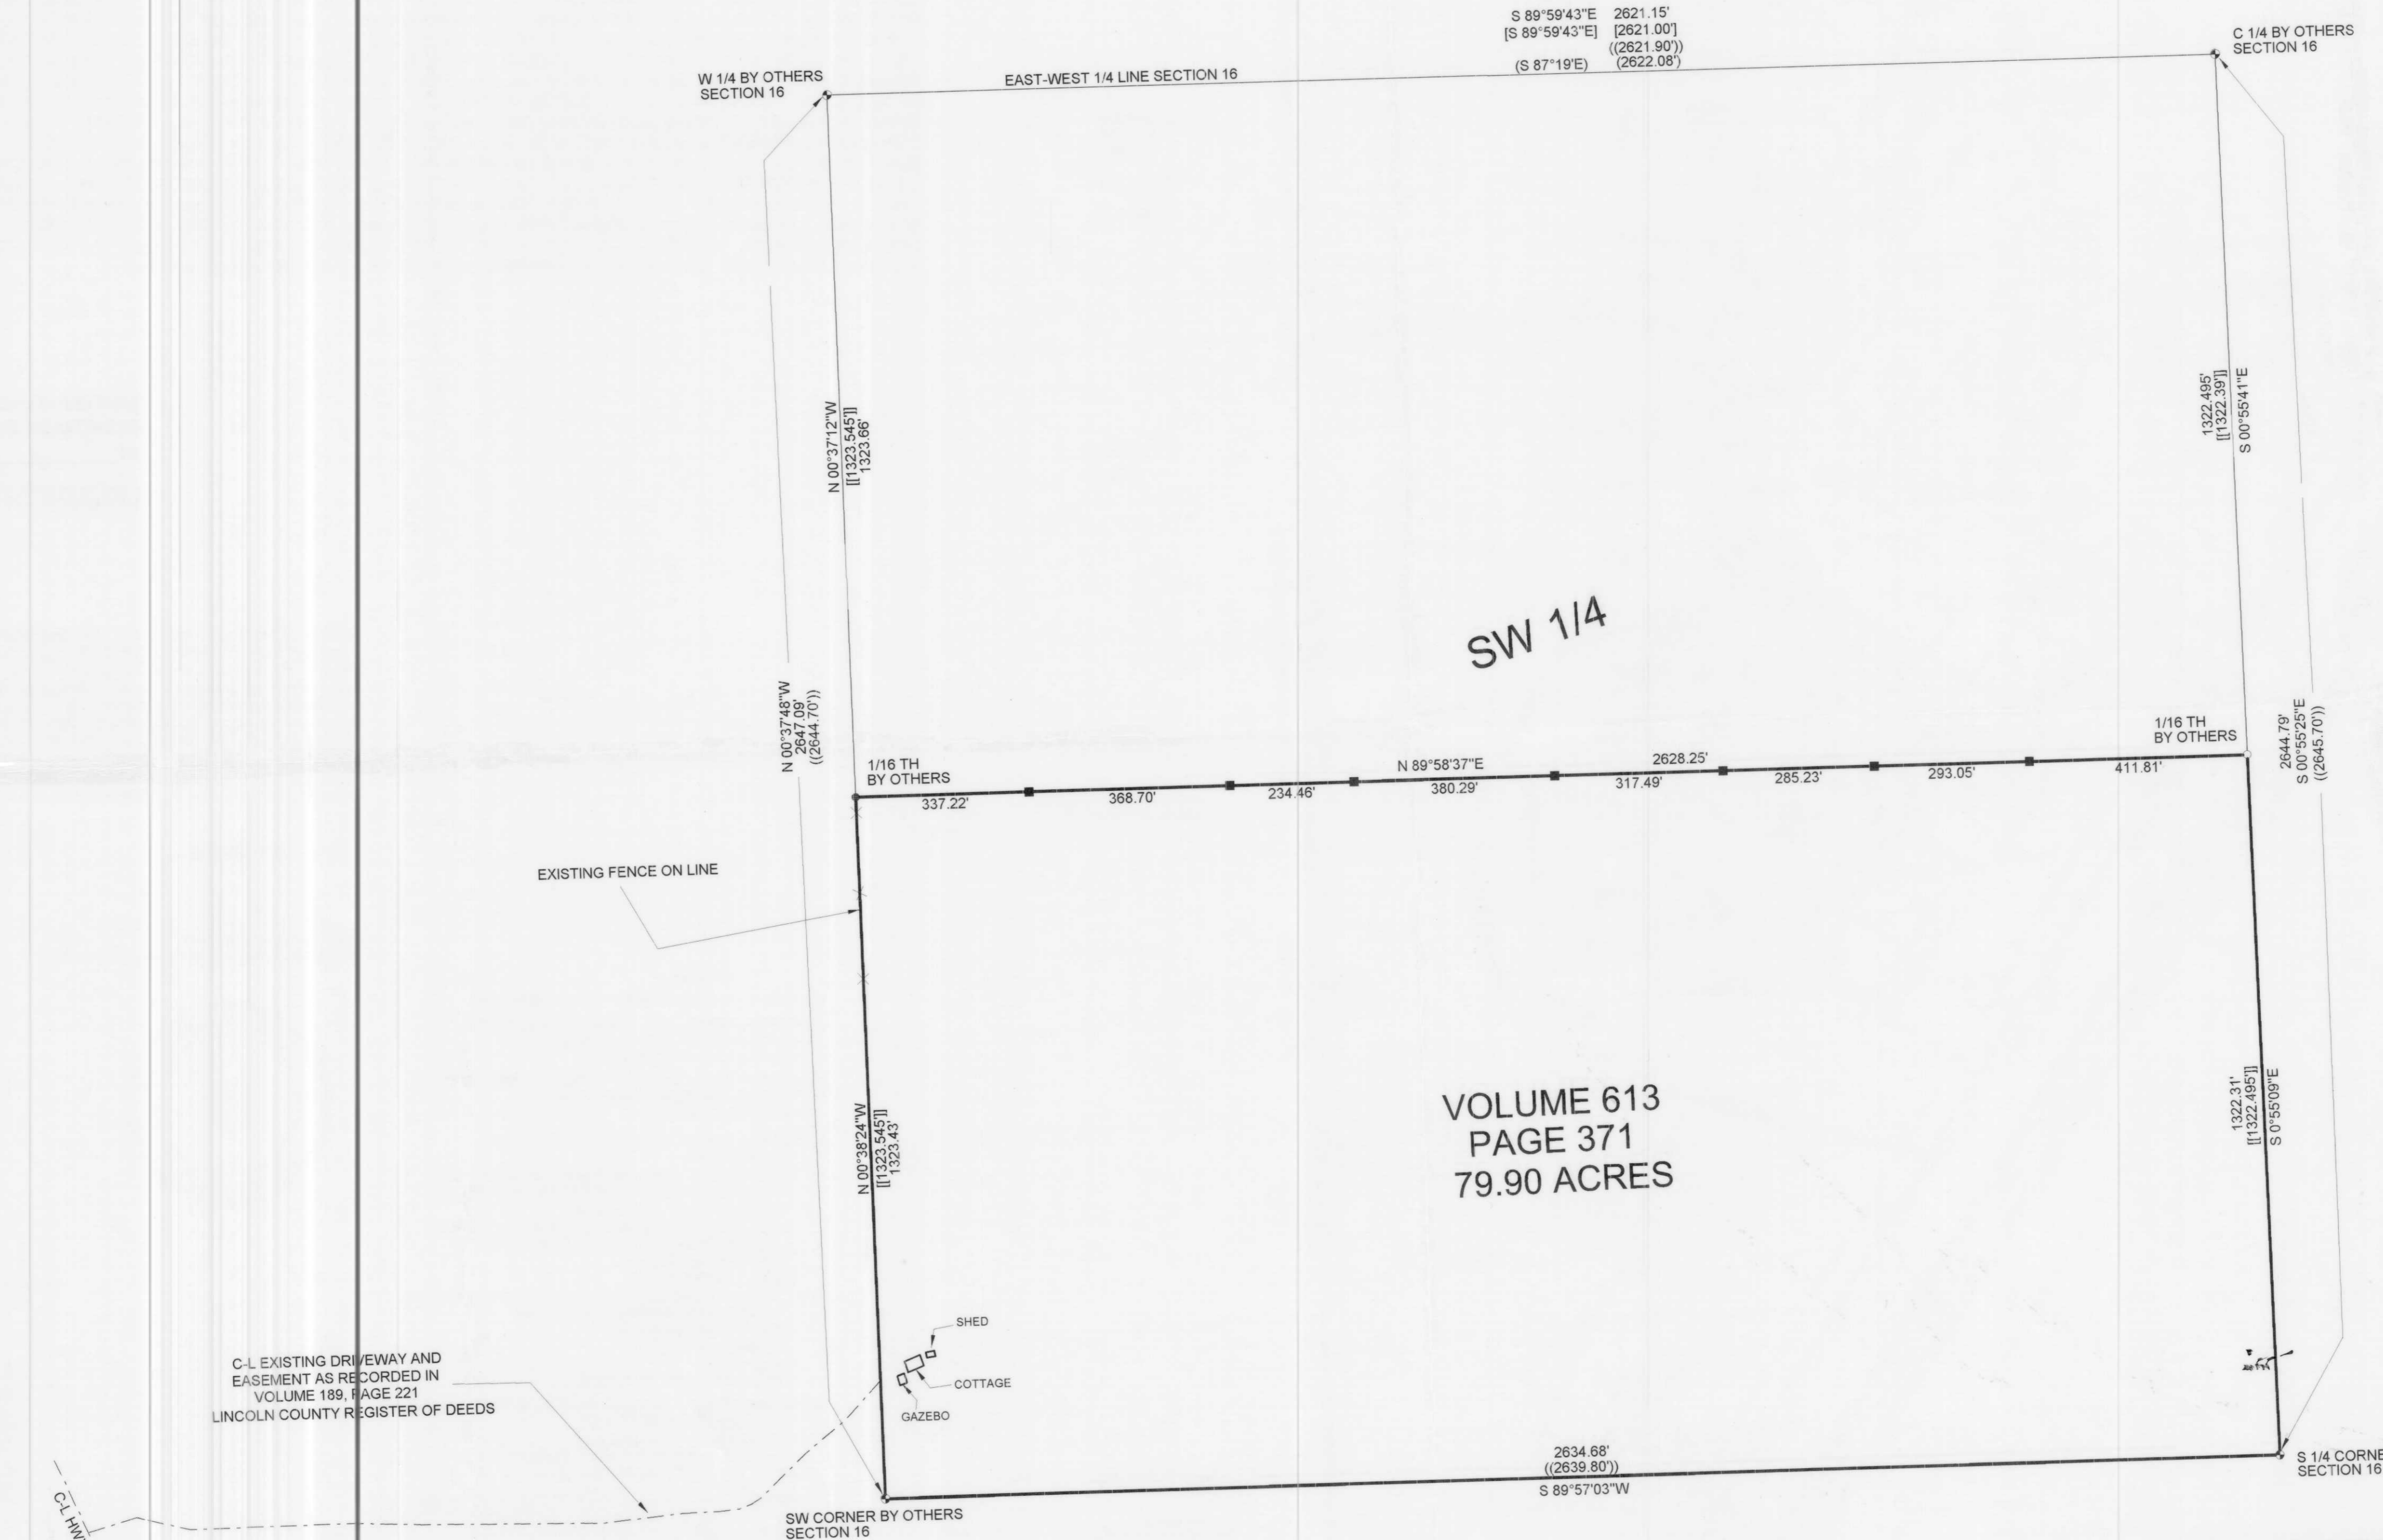 S 89°59'43"E 2621.15'
[S 89°59'43"E] [2621.00']
((2621.90'))
(S 87°19'E) (2622.08')
C 1/4 BY OTHERS
SECTION 16
W 1/4 BY OTHERS
SECTION 16
EAST-WEST 1/4 LINE SECTION 16
N 00°37'12"W
[[1323.545']]
1323.66'
1322.495'
[[1322.39']]
S 00°55'41"E
SW 1/4
N 00°37'48"W
2647.09'
((2644.70'))
2644.79'
S 00°55'25"E
((2645.70'))
1/16 TH
BY OTHERS
1/16 TH
BY OTHERS
N 89°58'37"E 2628.25'
337.22' 368.70' 234.46' 380.29' 317.49' 285.23' 293.05' 411.81'
EXISTING FENCE ON LINE
N 00°38'24"W
[[1323.545']]
1323.43'
VOLUME 613
PAGE 371
79.90 ACRES
1322.31'
[[1322.495']]
S 0°55'09"E
SHED
COTTAGE
GAZEBO
C-L EXISTING DRIVEWAY AND
EASEMENT AS RECORDED IN
VOLUME 189, PAGE 221
LINCOLN COUNTY REGISTER OF DEEDS
2634.68'
((2639.80'))
S 89°57'03"W
S 1/4 CORNE
SECTION 16
SW CORNER BY OTHERS
SECTION 16
C-L HW